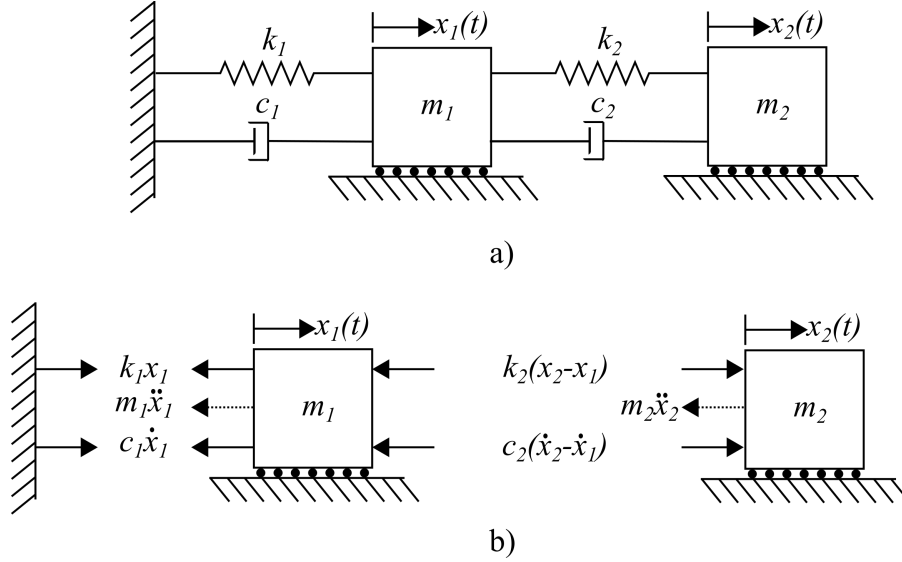 x₁(t) x₂(t)
k₁ k₂
c₁ m₁ c₂ m₂
a)
x₁(t) x₂(t)
k₁x₁ k₂(x₂-x₁)
m₁ẍ₁ m₁ m₂ẍ₂ m₂
c₁ẋ₁ c₂(ẋ₂-ẋ₁)
b)